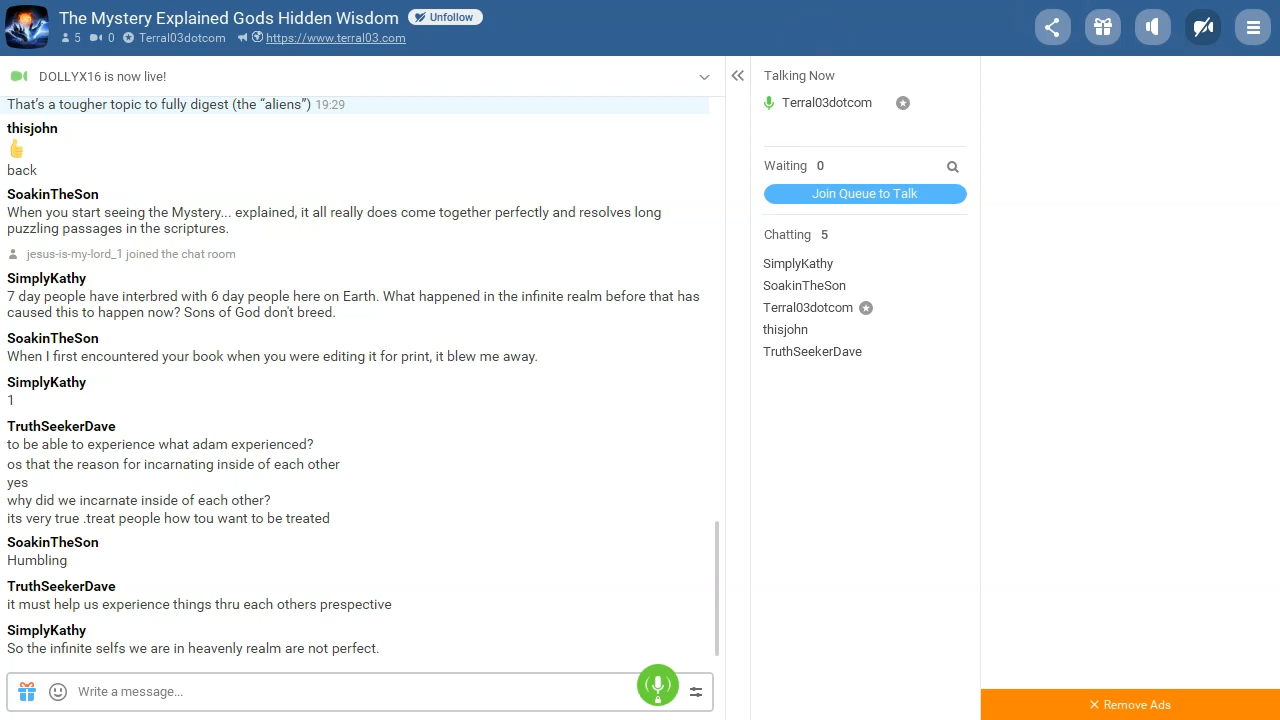 The Mystery Explained Gods Hidden Wisdom
Unfollow
5 0 Terral03dotcom https://www.terral03.com
DOLLYX16 is now live!
That's a tougher topic to fully digest (the “aliens”) 19:29
thisjohn
back
SoakinTheSon
When you start seeing the Mystery... explained, it all really does come together perfectly and resolves long
puzzling passages in the scriptures.
jesus-is-my-lord_1 joined the chat room
SimplyKathy
7 day people have interbred with 6 day people here on Earth. What happened in the infinite realm before that has
caused this to happen now? Sons of God don't breed.
SoakinTheSon
When I first encountered your book when you were editing it for print, it blew me away.
SimplyKathy
1
TruthSeekerDave
to be able to experience what adam experienced?
os that the reason for incarnating inside of each other
yes
why did we incarnate inside of each other?
its very true .treat people how tou want to be treated
SoakinTheSon
Humbling
TruthSeekerDave
it must help us experience things thru each others prespective
SimplyKathy
So the infinite selfs we are in heavenly realm are not perfect.
Write a message...
Talking Now
Terral03dotcom
Waiting 0
Join Queue to Talk
Chatting 5
SimplyKathy
SoakinTheSon
Terral03dotcom
thisjohn
TruthSeekerDave
Remove Ads